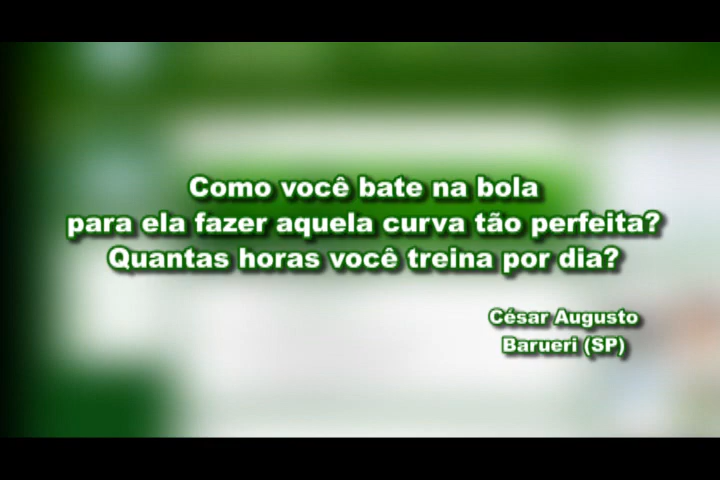 Como você bate na bola
para ela fazer aquela curva tão perfeita?
Quantas horas você treina por dia?
César Augusto
Barueri (SP)